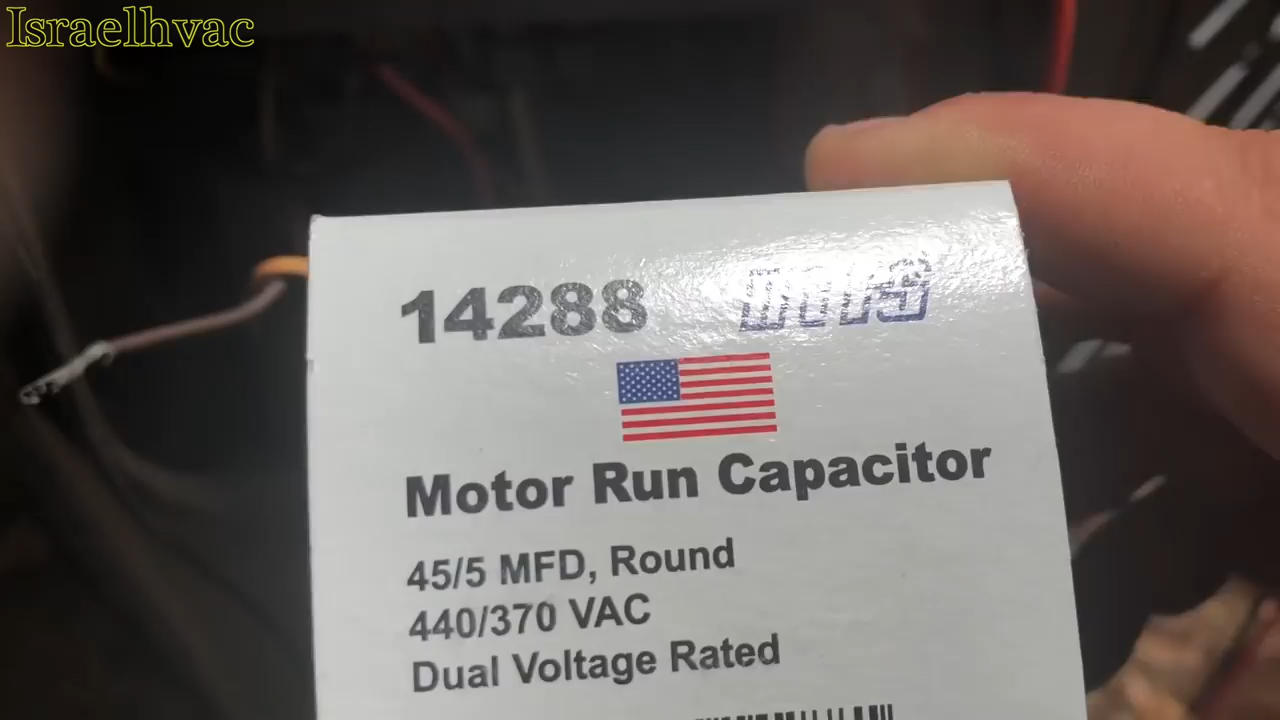 Israelhvac
14288
Motor Run Capacitor
45/5 MFD, Round
440/370 VAC
Dual Voltage Rated